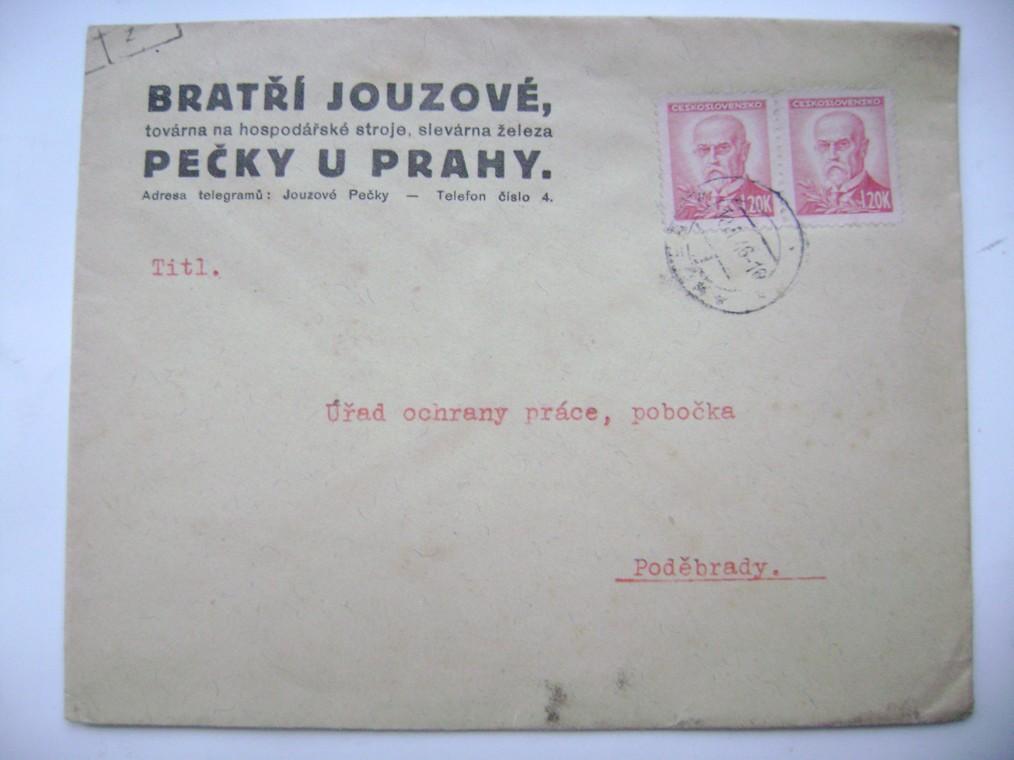 BRATŘÍ JOUZOVÉ,
továrna na hospodářské stroje, slevárna železa
PEČKY U PRAHY.
Adresa telegramů: Jouzové Pečky — Telefon číslo 4.
ČESKOSLOVENSKO
1.20K
ČESKOSLOVENSKO
1.20K
Titl.
Úřad ochrany práce, pobočka
Poděbrady.